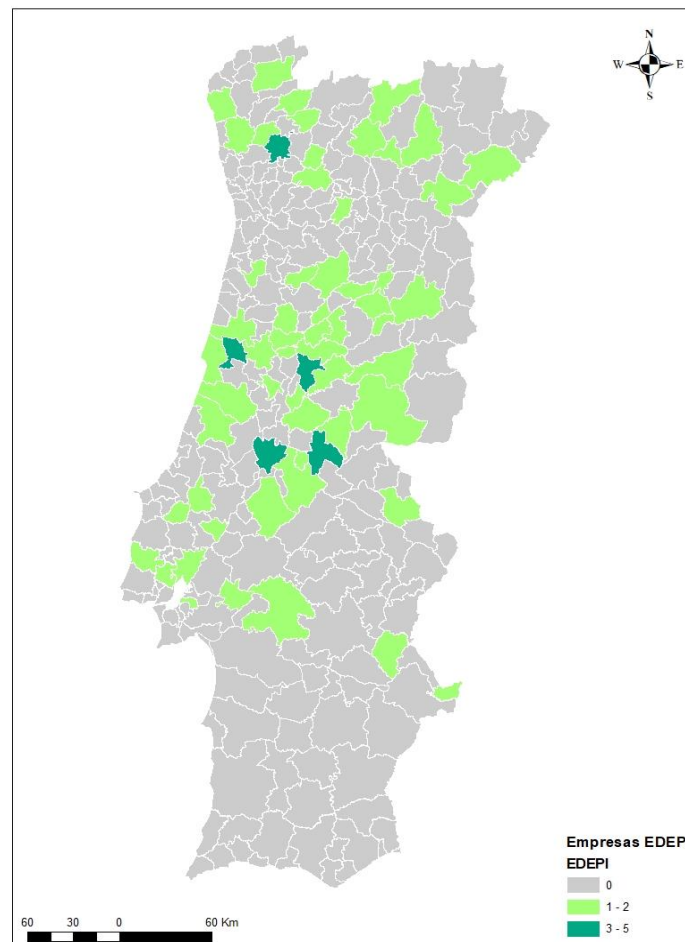 N
W E
S
Empresas EDEP
EDEPI
0
1 - 2
3 - 5
60 30 0 60 Km